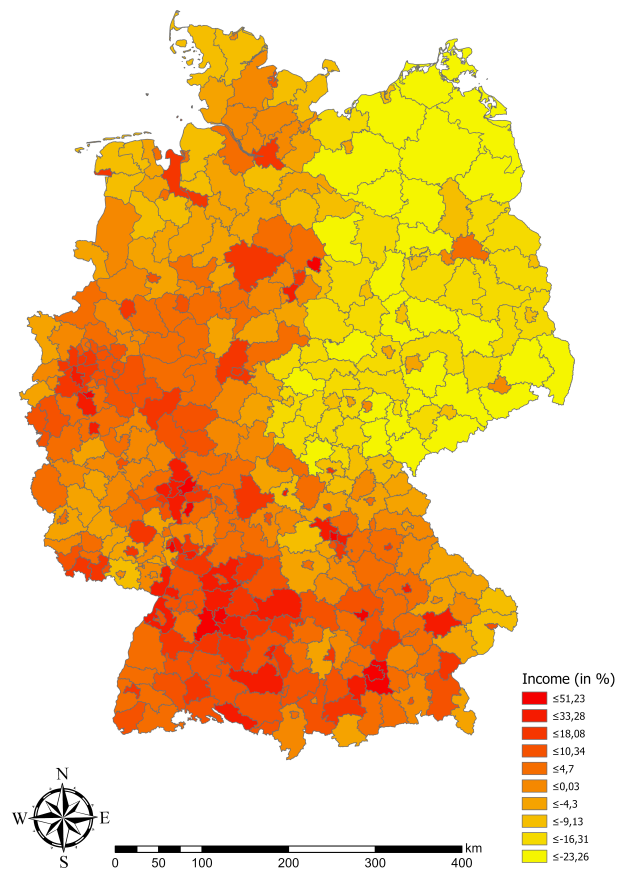 Income (in %)
≤51,23
≤33,28
≤18,08
≤10,34
≤4,7
≤0,03
≤-4,3
≤-9,13
≤-16,31
≤-23,26
N
W E
S
km
0 50 100 200 300 400